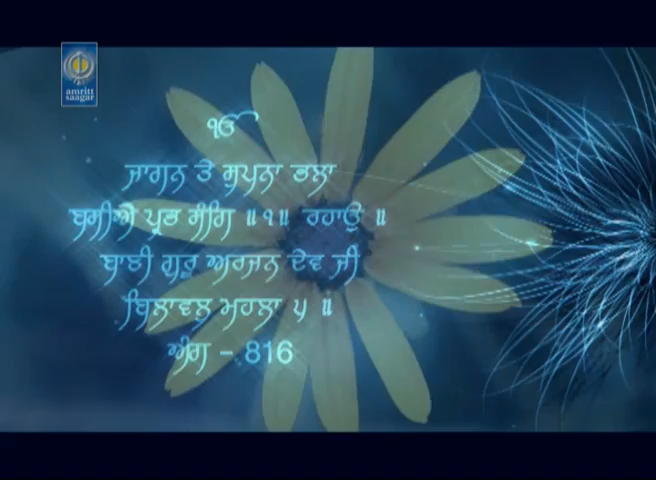 amritt
saagar
ੴ
ਜਾਗਨ ਤੇ ਸੁਪਨਾ ਭਲਾ
ਬਸੀਐ ਪ੍ਰਭ ਸੰਗਿ ॥੧॥ ਰਹਾਉ ॥
ਬਾਣੀ ਗੁਰੂ ਅਰਜਨ ਦੇਵ ਜੀ
ਬਿਲਾਵਲੁ ਮਹਲਾ ੫ ॥
ਅੰਗ - 816